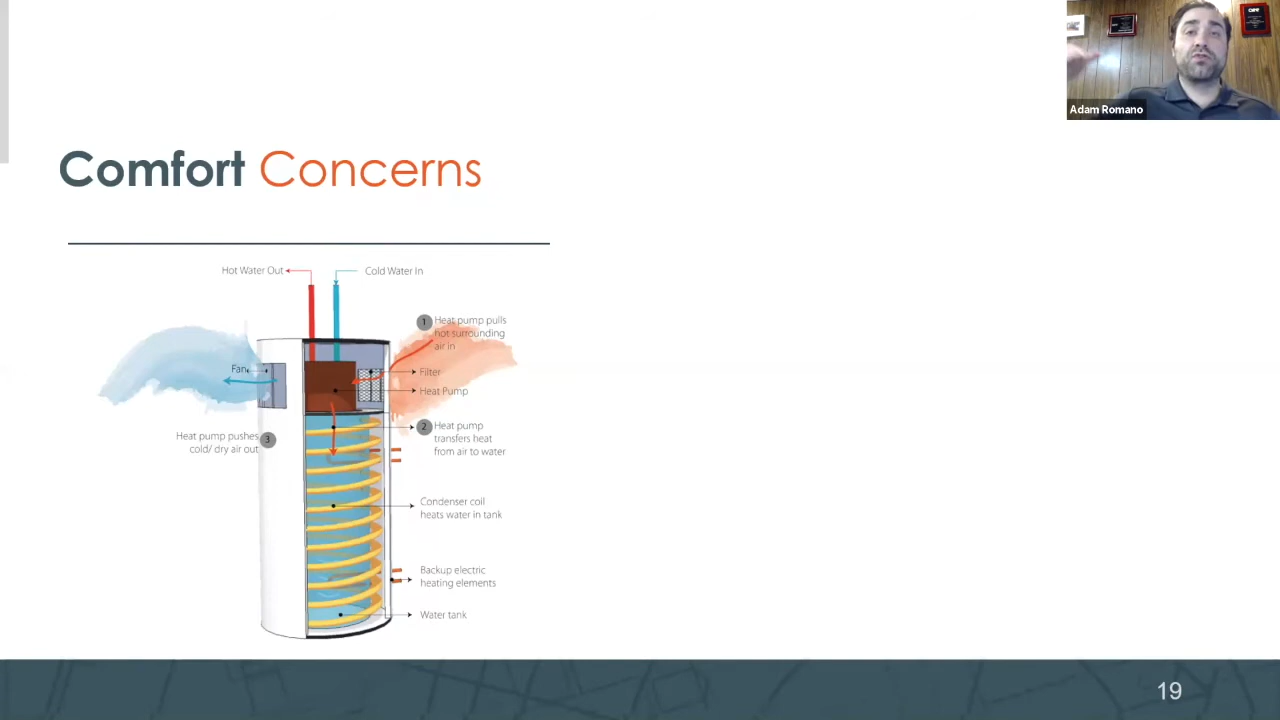 Adam Romano
Comfort Concerns
Hot Water Out
Cold Water In
1
Heat pump pulls
hot surrounding
air in
Fan
Filter
Heat Pump
2
Heat pump
transfers heat
from air to water
Heat pump pushes
cold/ dry air out
3
Condenser coil
heats water in tank
Backup electric
heating elements
Water tank
19